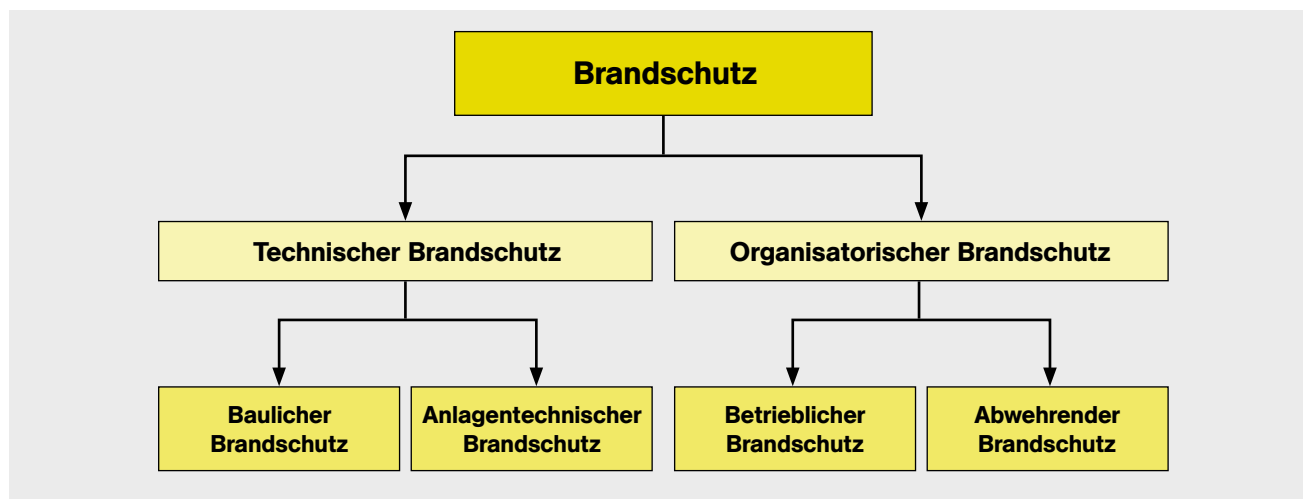 Brandschutz
Technischer Brandschutz
Organisatorischer Brandschutz
Baulicher
Brandschutz
Anlagentechnischer
Brandschutz
Betrieblicher
Brandschutz
Abwehrender
Brandschutz